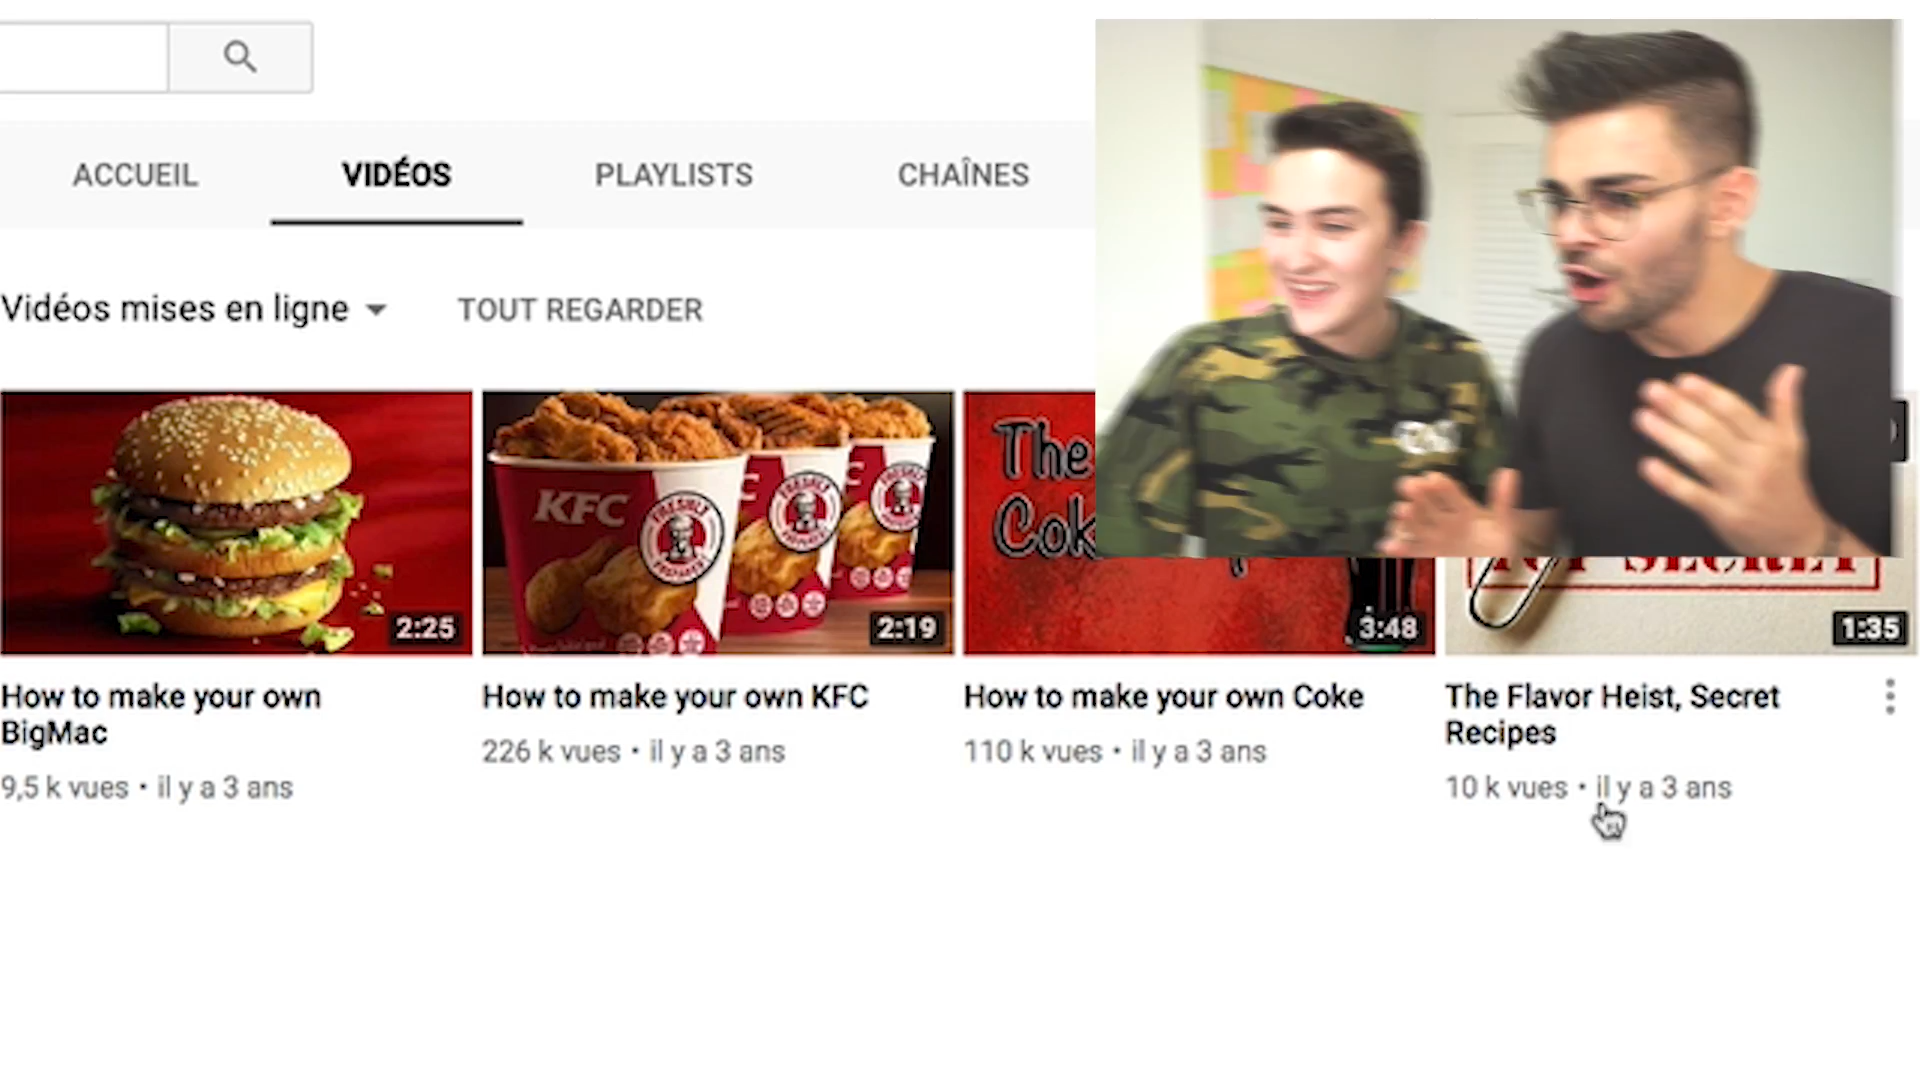 ACCUEIL
VIDÉOS
PLAYLISTS
CHAÎNES
Vidéos mises en ligne
TOUT REGARDER
KFC
The
Cok
TOP SECRET
2:25
2:19
3:48
1:35
How to make your own
BigMac
9,5 k vues • il y a 3 ans
How to make your own KFC
226 k vues • il y a 3 ans
How to make your own Coke
110 k vues • il y a 3 ans
The Flavor Heist, Secret
Recipes
10 k vues • il y a 3 ans